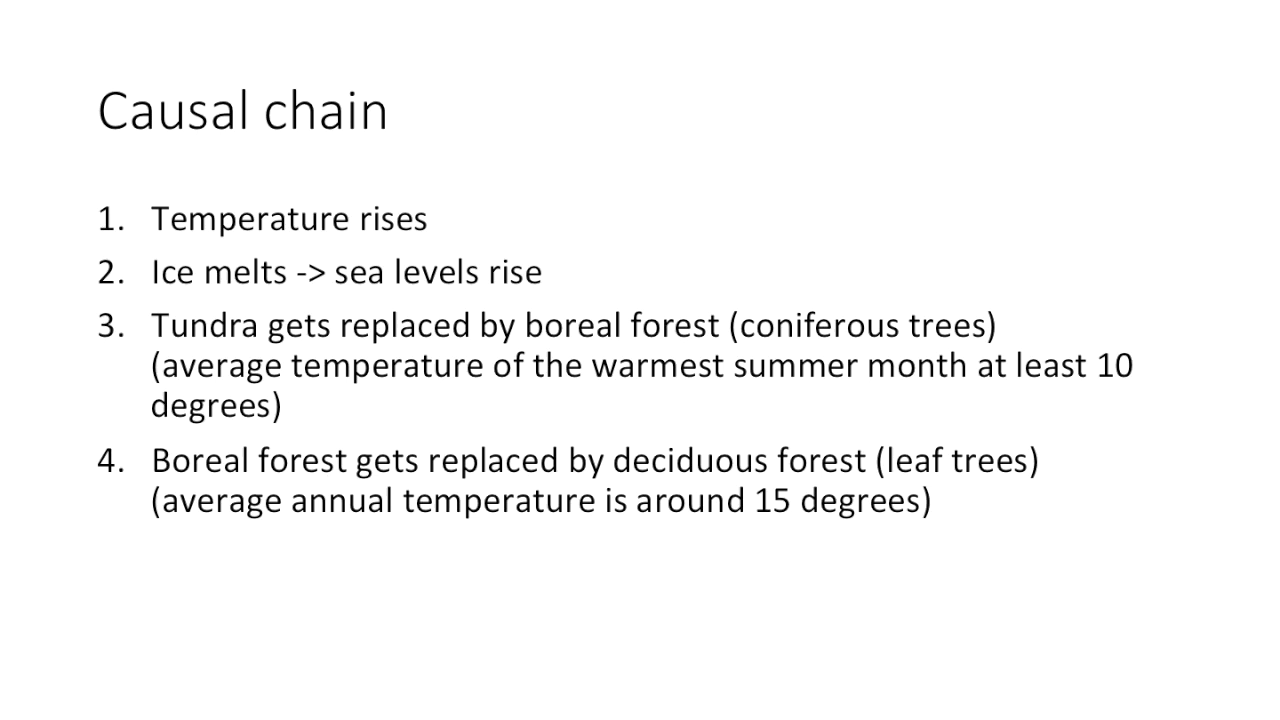 Causal chain
1. Temperature rises
2. Ice melts -> sea levels rise
3. Tundra gets replaced by boreal forest (coniferous trees)
(average temperature of the warmest summer month at least 10
degrees)
4. Boreal forest gets replaced by deciduous forest (leaf trees)
(average annual temperature is around 15 degrees)